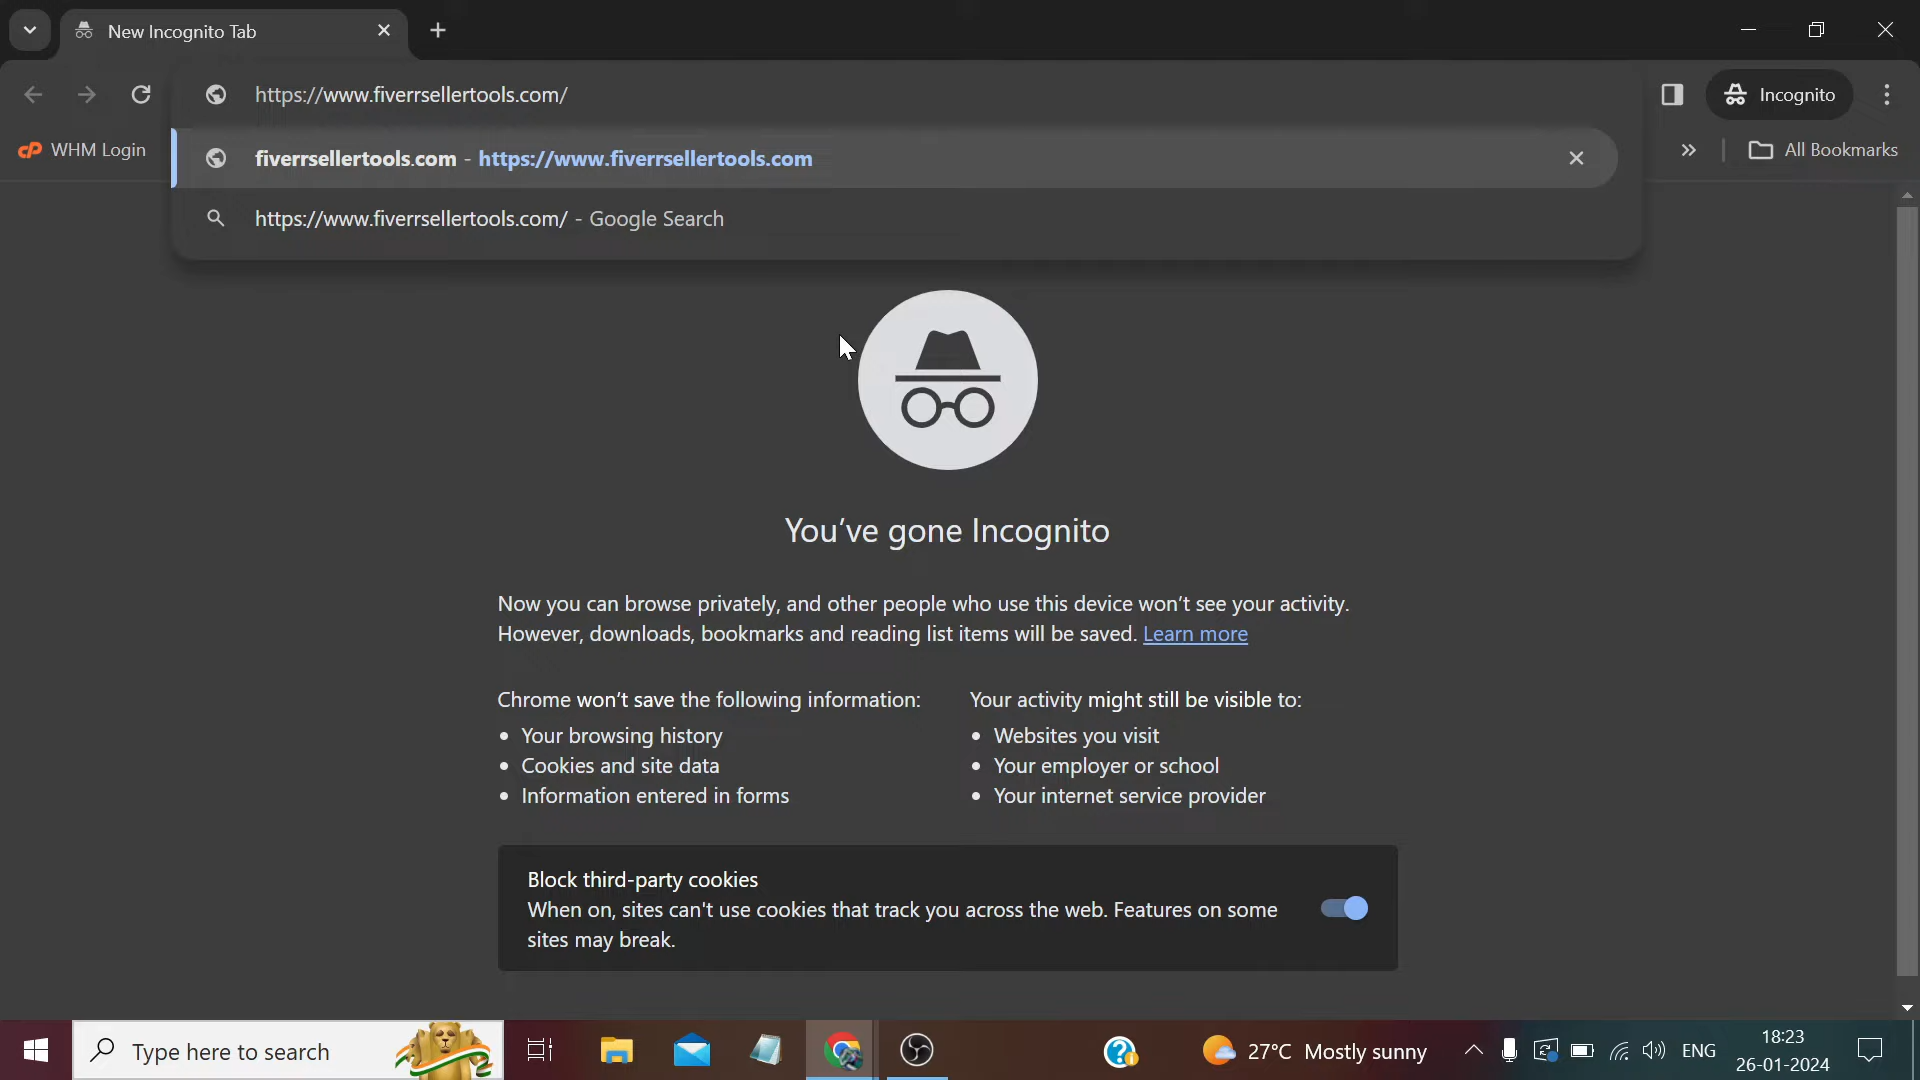 New Incognito Tab
https://www.fiverrsellertools.com/
Incognito
WHM Login
fiverrsellertools.com - https://www.fiverrsellertools.com
All Bookmarks
https://www.fiverrsellertools.com/ - Google Search
You've gone Incognito
Now you can browse privately, and other people who use this device won't see your activity.
However, downloads, bookmarks and reading list items will be saved. Learn more
Chrome won't save the following information:
• Your browsing history
• Cookies and site data
• Information entered in forms
Your activity might still be visible to:
• Websites you visit
• Your employer or school
• Your internet service provider
Block third-party cookies
When on, sites can't use cookies that track you across the web. Features on some
sites may break.
Type here to search
27°C Mostly sunny
ENG
18:23
26-01-2024